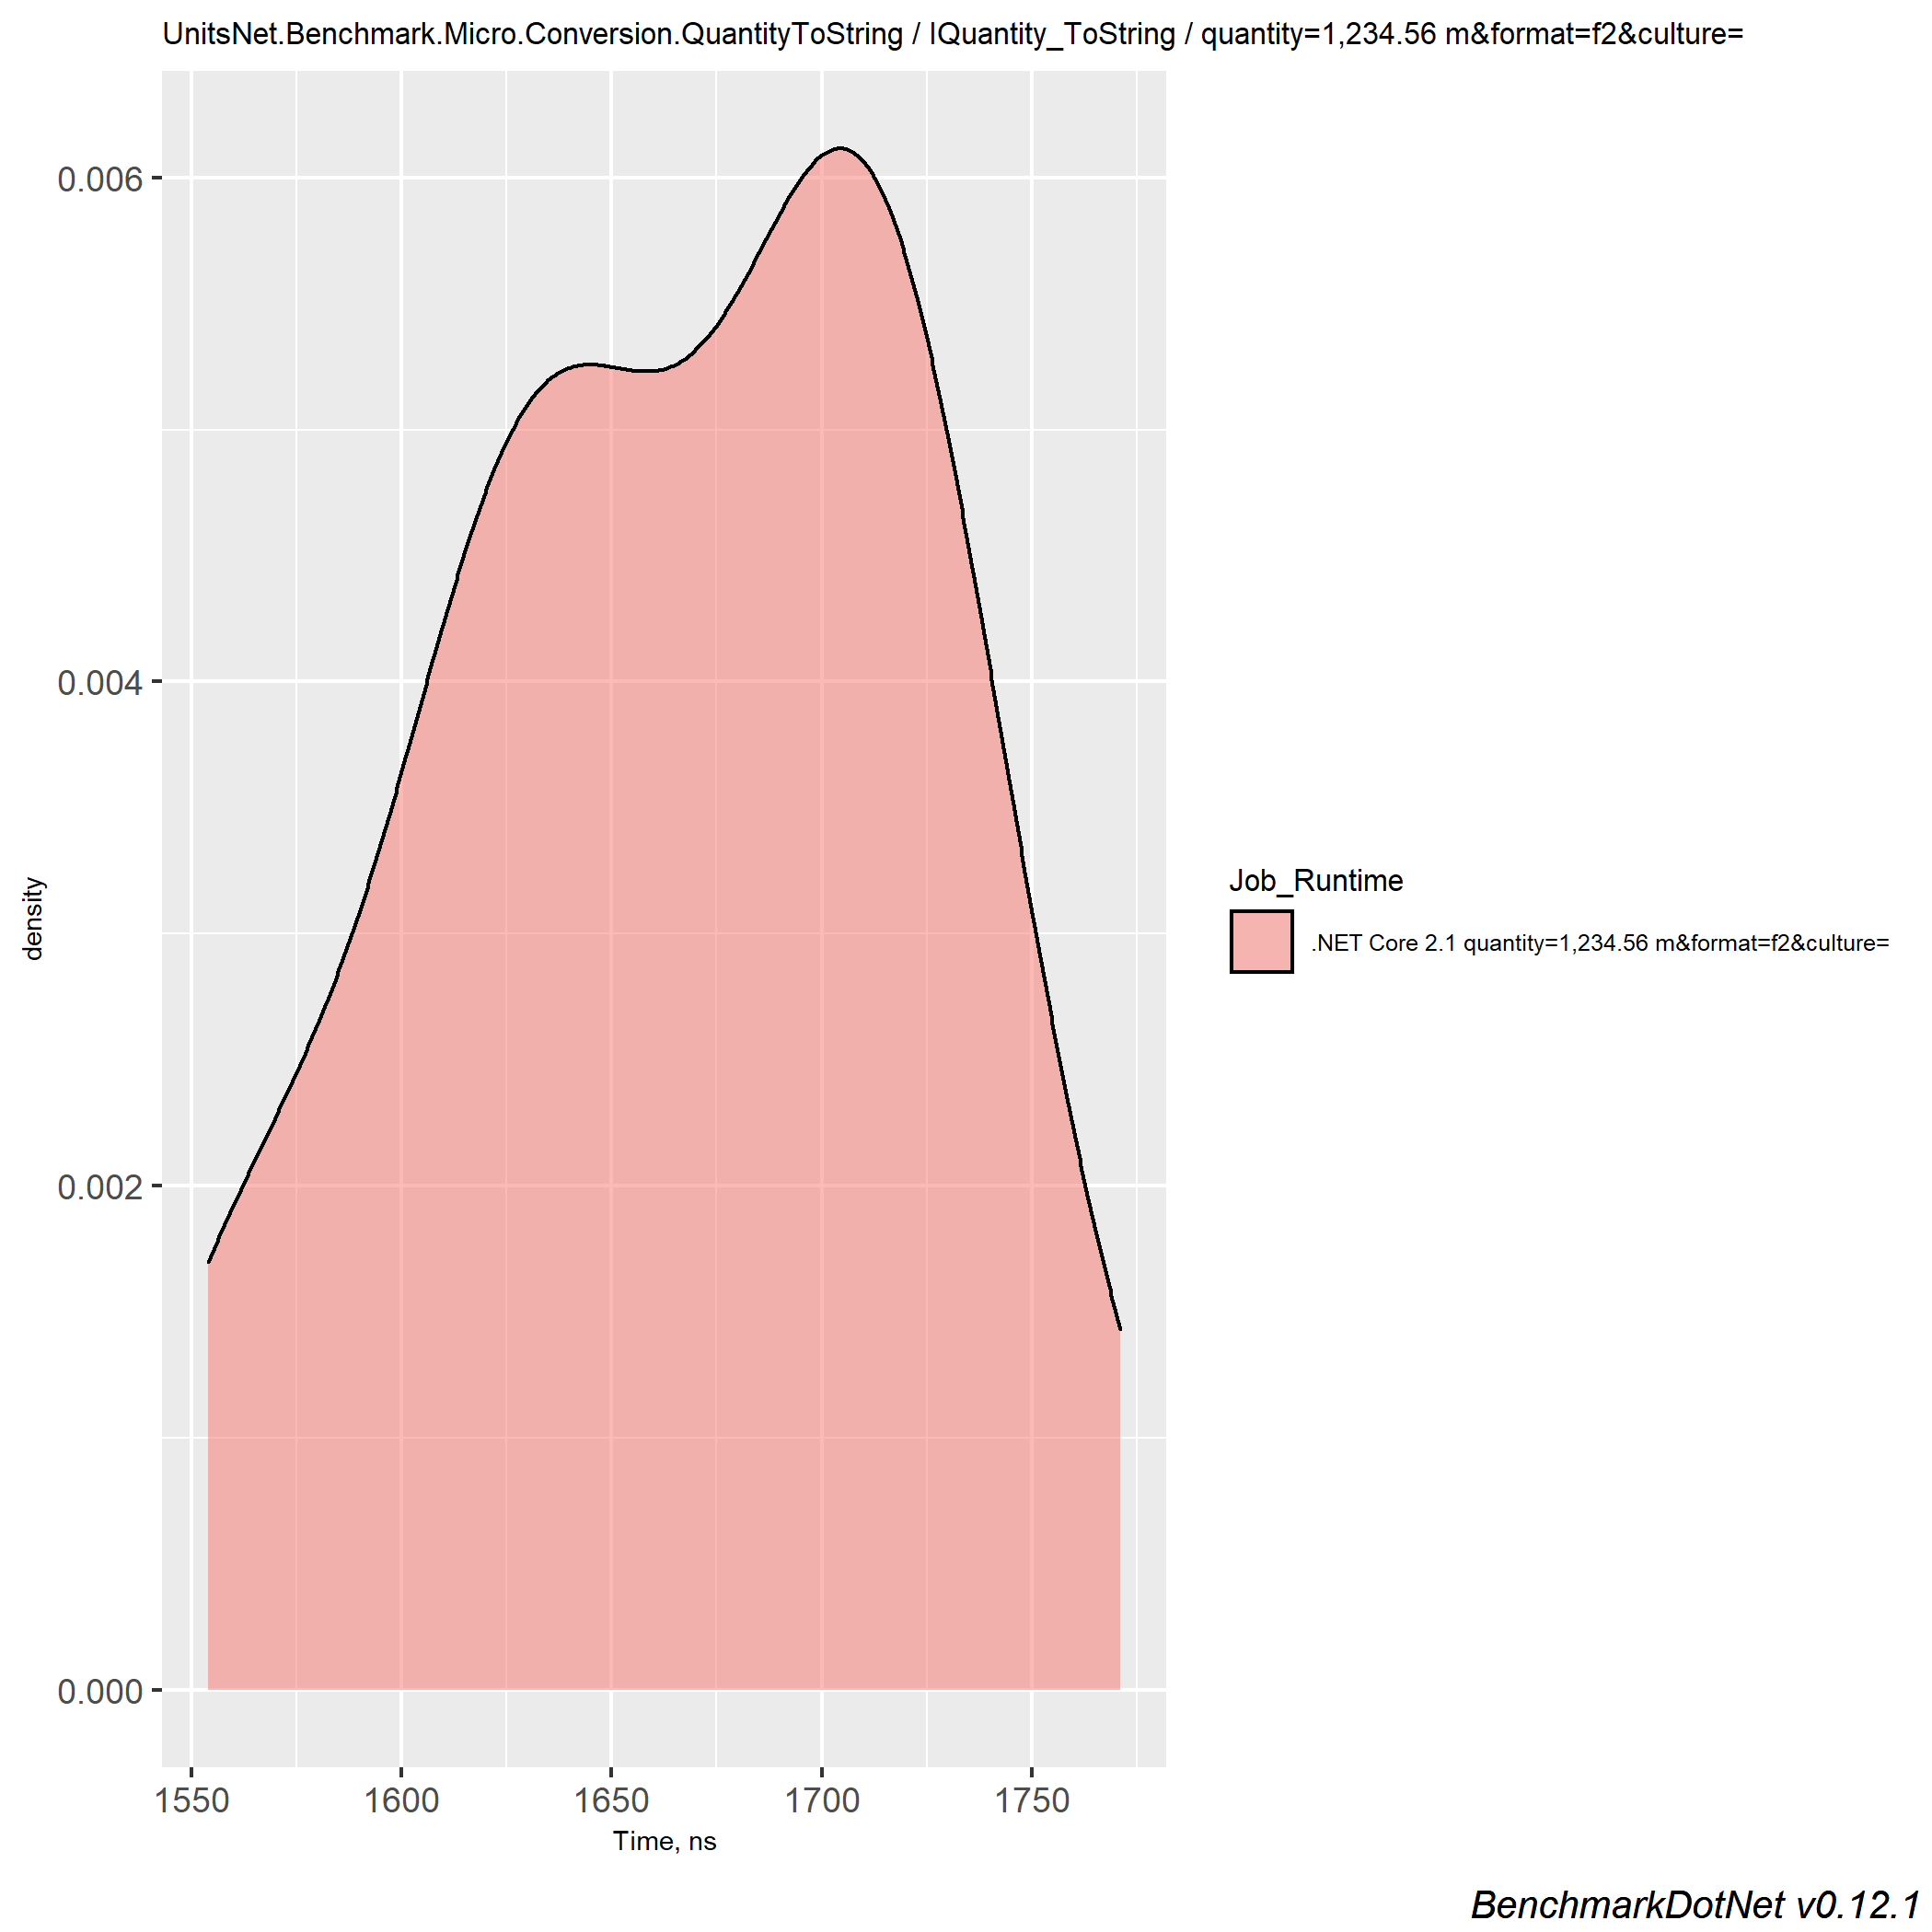 UnitsNet.Benchmark.Micro.Conversion.QuantityToString / IQuantity_ToString / quantity=1,234.56 m&format=f2&culture=
0.006
0.004
0.002
0.000
density
1550 1600 1650 1700 1750
Time, ns
Job_Runtime
.NET Core 2.1 quantity=1,234.56 m&format=f2&culture=
BenchmarkDotNet v0.12.1